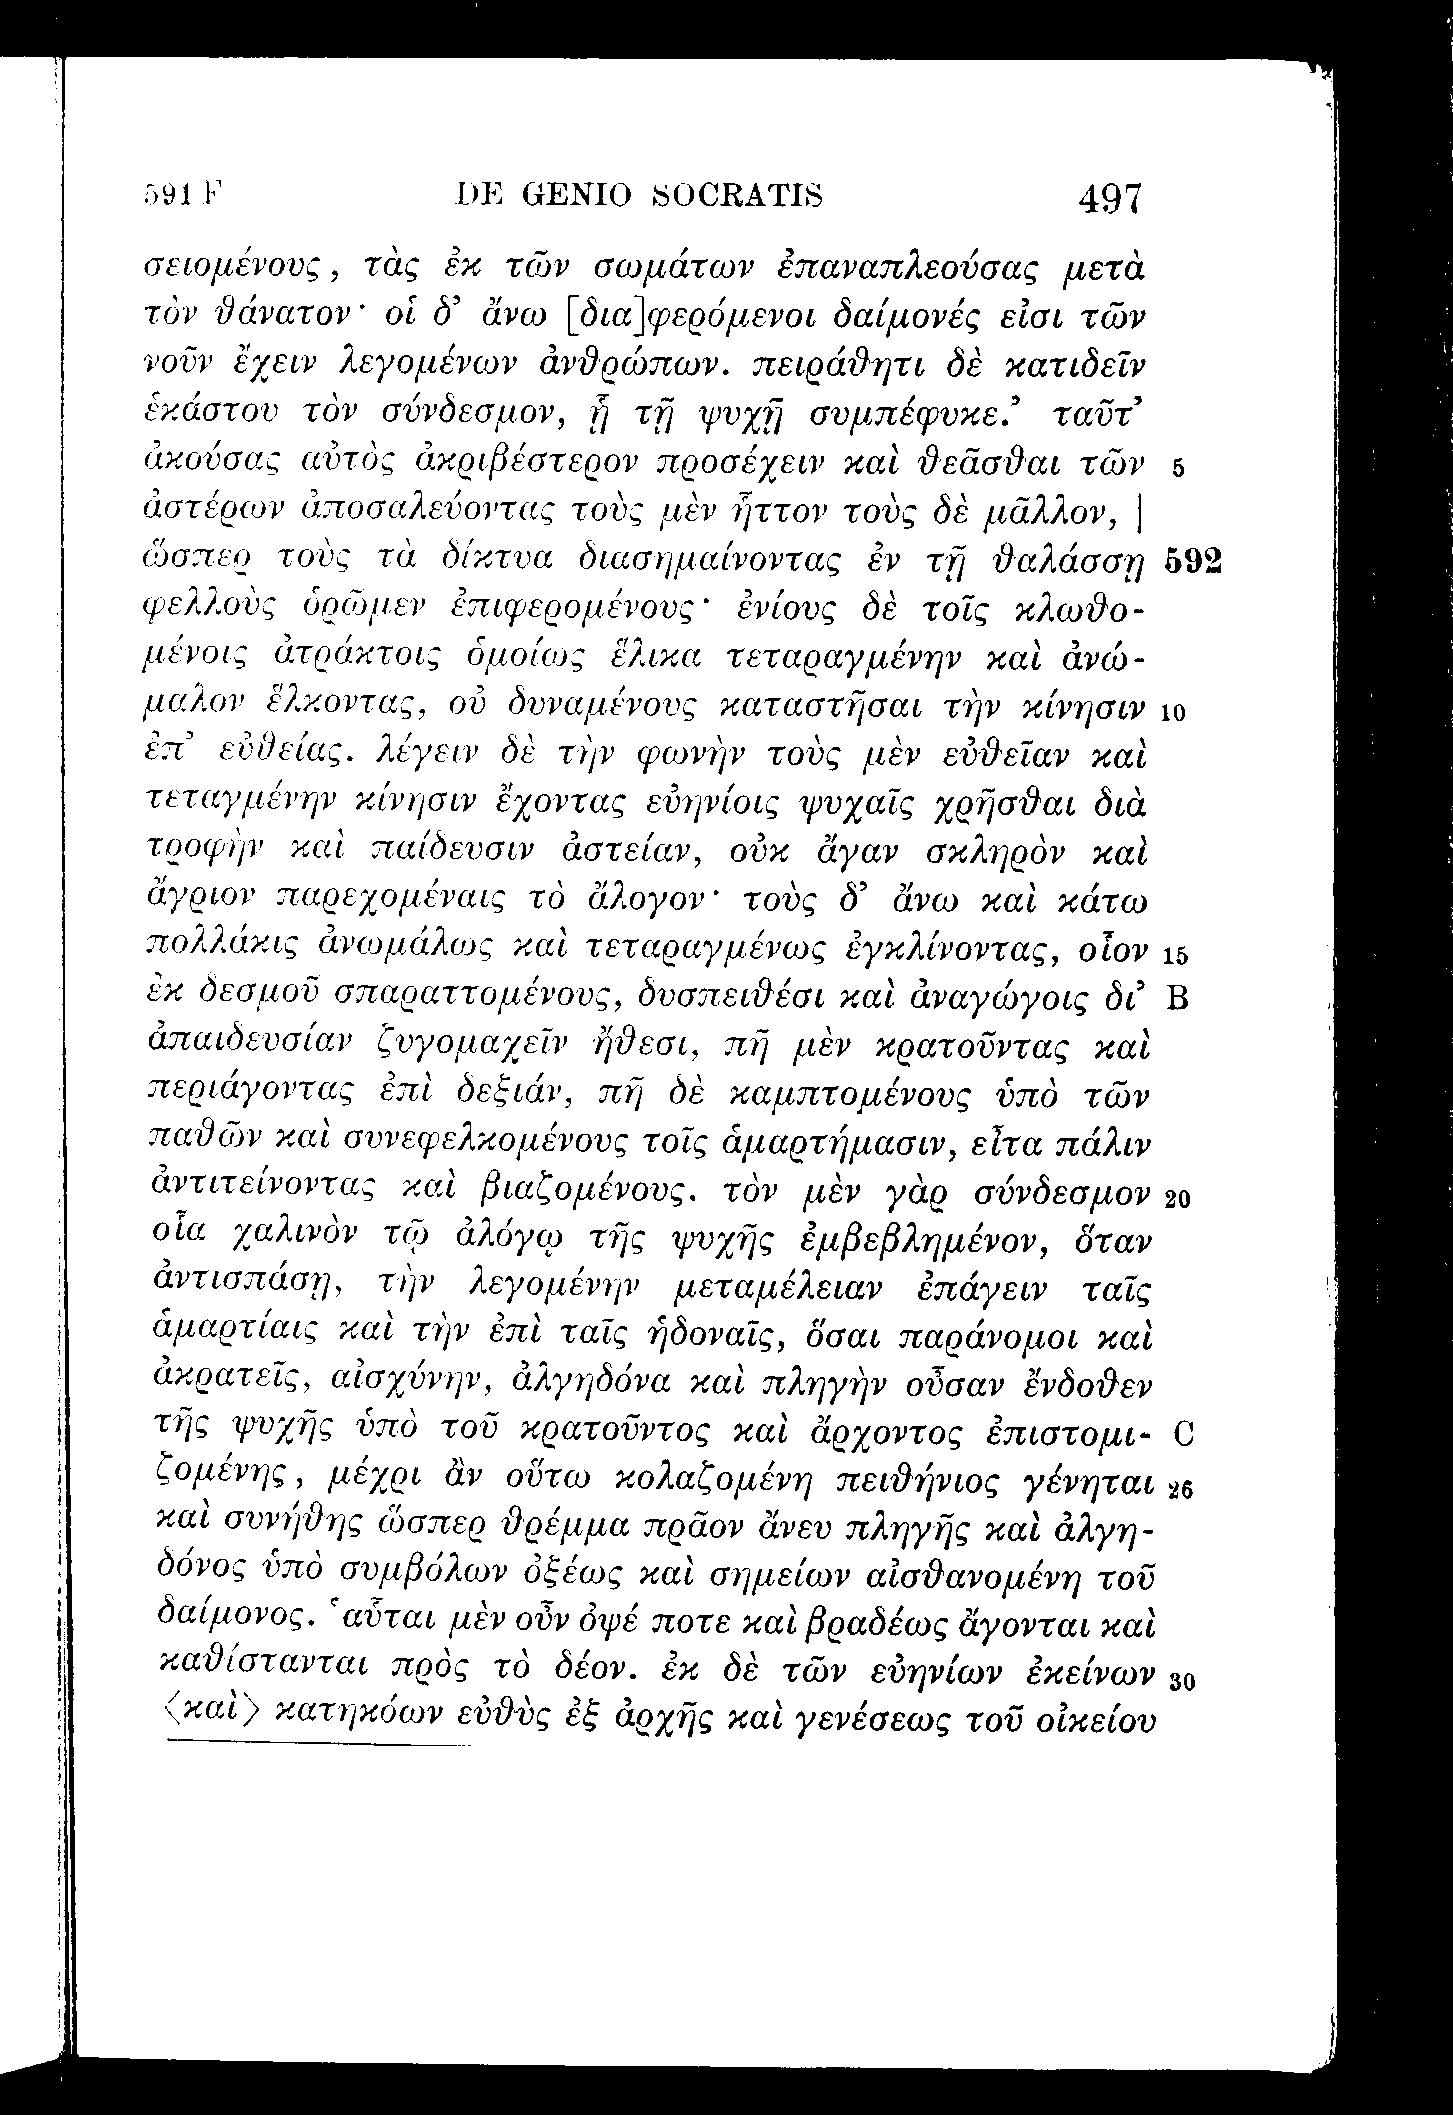 591 F DE GENIO SOCRATIS 497
σειομένους, τὰς ἐκ τῶν σωμάτων ἐπαναπλεούσας μετὰ
τὸν θάνατον· οἱ δ’ ἄνω [δια]φερόμενοι δαίμονές εἰσι τῶν
νοῦν ἔχειν λεγομένων ἀνθρώπων. πειράθητι δὲ κατιδεῖν
ἑκάστου τὸν σύνδεσμον, ᾗ τῇ ψυχῇ συμπέφυκε.’ ταῦτ’
ἀκούσας αὐτὸς ἀκριβέστερον προσέχειν καὶ θεᾶσθαι τῶν 5
ἀστέρων ἀποσαλεύοντας τοὺς μὲν ἧττον τοὺς δὲ μᾶλλον, |
ὥσπερ τοὺς τὰ δίκτυα διασημαίνοντας ἐν τῇ θαλάσσῃ 592
φελλοὺς ὁρῶμεν ἐπιφερομένους· ἐνίους δὲ τοῖς κλωθο-
μένοις ἀτράκτοις ὁμοίως ἕλικα τεταραγμένην καὶ ἀνώ-
μαλον ἕλκοντας, οὐ δυναμένους καταστῆσαι τὴν κίνησιν 10
ἐπ’ εὐθείας. λέγειν δὲ τὴν φωνὴν τοὺς μὲν εὐθεῖαν καὶ
τεταγμένην κίνησιν ἔχοντας εὐηνίοις ψυχαῖς χρῆσθαι διὰ
τροφὴν καὶ παίδευσιν ἀστείαν, οὐκ ἄγαν σκληρὸν καὶ
ἄγριον παρεχομέναις τὸ ἄλογον· τοὺς δ’ ἄνω καὶ κάτω
πολλάκις ἀνωμάλως καὶ τεταραγμένως ἐγκλίνοντας, οἷον 15
ἐκ δεσμοῦ σπαραττομένους, δυσπειθέσι καὶ ἀναγώγοις δι’ B
ἀπαιδευσίαν ζυγομαχεῖν ἤθεσι, πῆ μὲν κρατοῦντας καὶ
περιάγοντας ἐπὶ δεξιάν, πῆ δὲ καμπτομένους ὑπὸ τῶν
παθῶν καὶ συνεφελκομένους τοῖς ἁμαρτήμασιν, εἶτα πάλιν
ἀντιτείνοντας καὶ βιαζομένους. τὸν μὲν γὰρ σύνδεσμον 20
οἷα χαλινὸν τῷ ἀλόγῳ τῆς ψυχῆς ἐμβεβλημένον, ὅταν
ἀντισπάσῃ, τὴν λεγομένην μεταμέλειαν ἐπάγειν ταῖς
ἁμαρτίαις καὶ τὴν ἐπὶ ταῖς ἡδοναῖς, ὅσαι παράνομοι καὶ
ἀκρατεῖς, αἰσχύνην, ἀλγηδόνα καὶ πληγὴν οὖσαν ἔνδοθεν
τῆς ψυχῆς ὑπὸ τοῦ κρατοῦντος καὶ ἄρχοντος ἐπιστομι- C
ζομένης, μέχρι ἂν οὕτω κολαζομένη πειθήνιος γένηται 26
καὶ συνήθης ὥσπερ θρέμμα πρᾶον ἄνευ πληγῆς καὶ ἀλγη-
δόνος ὑπὸ συμβόλων ὀξέως καὶ σημείων αἰσθανομένη τοῦ
δαίμονος. ‘αὗται μὲν οὖν ὀψέ ποτε καὶ βραδέως ἄγονται καὶ
καθίστανται πρὸς τὸ δέον. ἐκ δὲ τῶν εὐηνίων ἐκείνων 30
⟨καὶ⟩ κατηκόων εὐθὺς ἐξ ἀρχῆς καὶ γενέσεως τοῦ οἰκείου